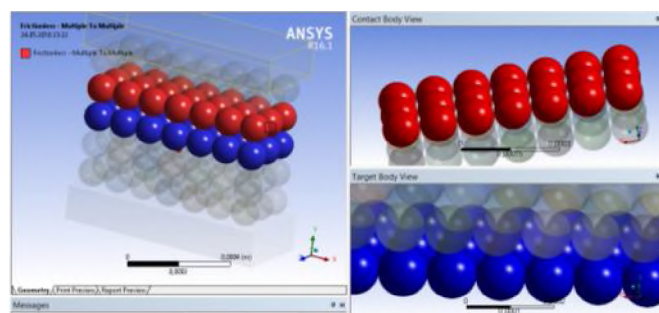 Frictionless - Multiple To Multiple
Frictionless - Multiple To Multiple
ANSYS
R16.1
0,0004 (m)
0,0002
Geometry / Print Preview / Report Preview /
Messages
Contact Body View
Target Body View